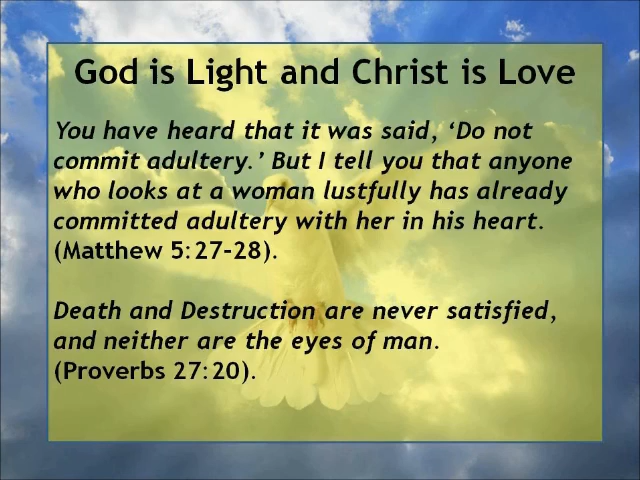 God is Light and Christ is Love
You have heard that it was said, ‘Do not
commit adultery.’ But I tell you that anyone
who looks at a woman lustfully has already
committed adultery with her in his heart.
(Matthew 5:27-28).
Death and Destruction are never satisfied,
and neither are the eyes of man.
(Proverbs 27:20).